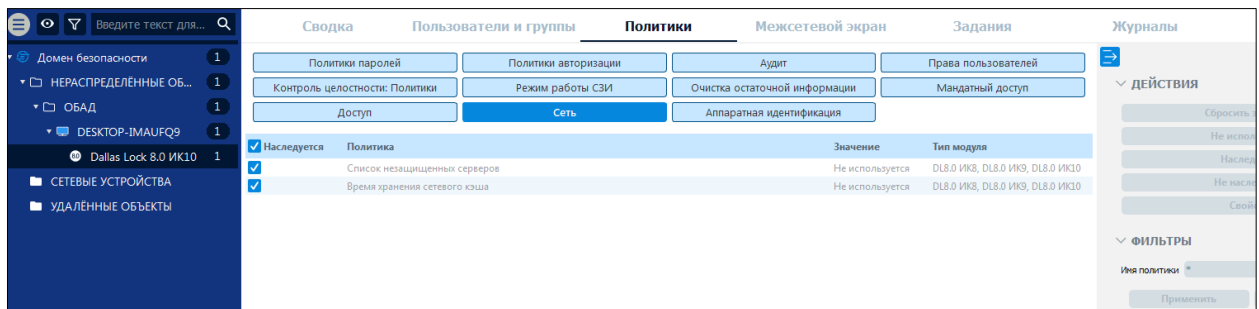 Введите текст для...
Сводка Пользователи и группы Политики Межсетевой экран Задания Журналы
Домен безопасности 1
НЕРАСПРЕДЕЛЁННЫЕ ОБ... 1
ОБАД 1
DESKTOP-IMAUFQ9 1
8.0 Dallas Lock 8.0 ИК10 1
СЕТЕВЫЕ УСТРОЙСТВА
УДАЛЁННЫЕ ОБЪЕКТЫ
Политики паролей Политики авторизации Аудит Права пользователей
Контроль целостности: Политики Режим работы СЗИ Очистка остаточной информации Мандатный доступ
Доступ Сеть Аппаратная идентификация
Наследуется Политика Значение Тип модуля
Список незащищенных серверов Не используется DL8.0 ИК8, DL8.0 ИК9, DL8.0 ИК10
Время хранения сетевого кэша Не используется DL8.0 ИК8, DL8.0 ИК9, DL8.0 ИК10
ДЕЙСТВИЯ
Сбросить
Не испол
Наслед
Не насле
Свой
ФИЛЬТРЫ
Имя политики *
Применить